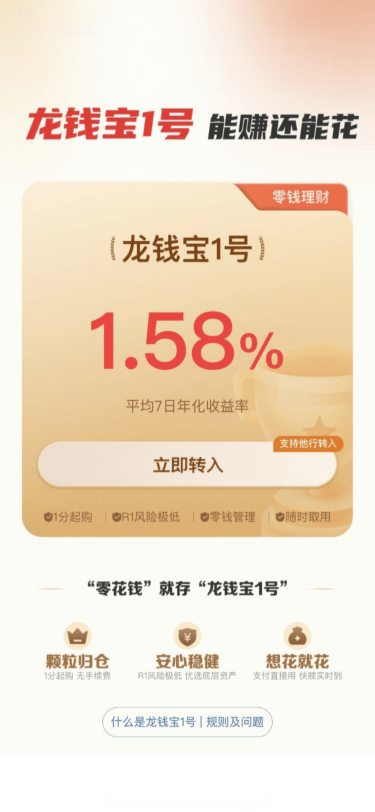 龙钱宝1号 能赚还能花
零钱理财
龙钱宝1号
1.58%
平均7日年化收益率
支持他行转入
立即转入
1分起购 | R1风险极低 | 零钱管理 | 随时取用
“零花钱”就存“龙钱宝1号”
颗粒归仓 安心稳健 想花就花
1分起购 无手续费 R1风险极低 优选底层资产 支付直接用 快赎实时到
什么是龙钱宝1号 | 规则及问题